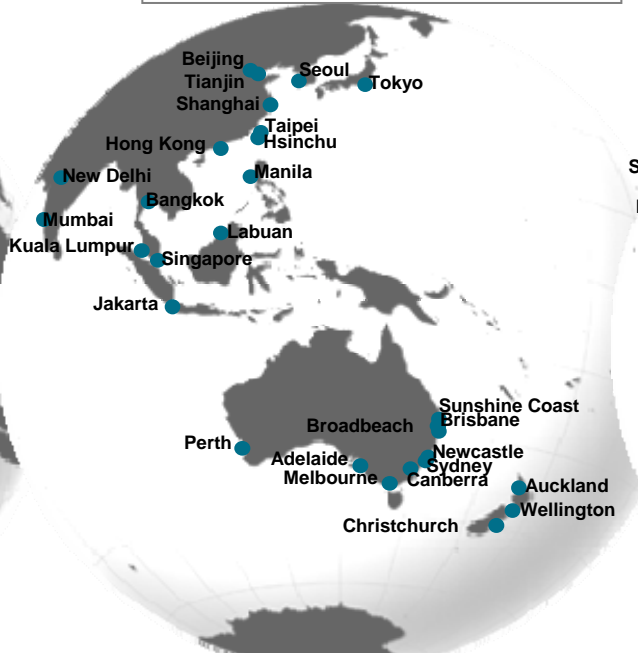 Beijing
Seoul
Tianjin
Tokyo
Shanghai
Taipei
Hong Kong
Hsinchu
New Delhi
Manila
Bangkok
Mumbai
Labuan
Kuala Lumpur
Singapore
Jakarta
Sunshine Coast
Broadbeach
Brisbane
Perth
Newcastle
Adelaide
Sydney
Melbourne
Canberra
Auckland
Wellington
Christchurch